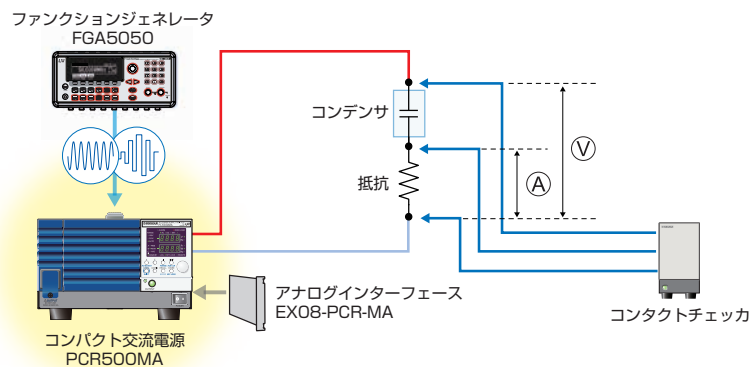 ファンクションジェネレータ
FGA5050
コンデンサ
V
抵抗
A
アナログインターフェース
EX08-PCR-MA
コンタクトチェッカ
コンパクト交流電源
PCR500MA